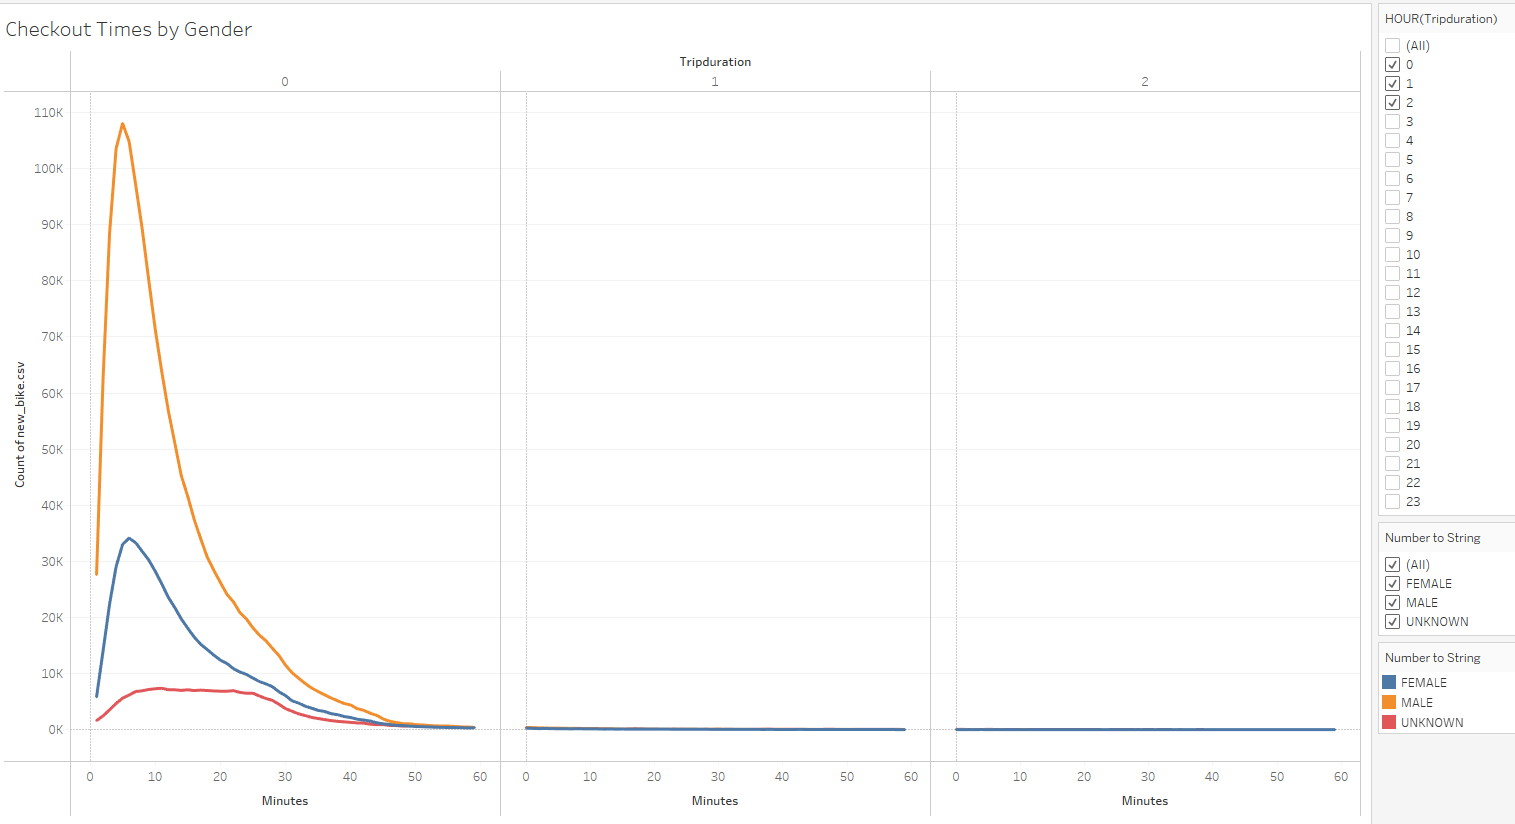 Checkout Times by Gender
Tripduration
0 1 2
Count of new_bike.csv
110K
100K
90K
80K
70K
60K
50K
40K
30K
20K
10K
0K
0 10 20 30 40 50 60 0 10 20 30 40 50 60 0 10 20 30 40 50 60
Minutes Minutes Minutes
HOUR(Tripduration)
(All)
0
1
2
3
4
5
6
7
8
9
10
11
12
13
14
15
16
17
18
19
20
21
22
23
Number to String
(All)
FEMALE
MALE
UNKNOWN
Number to String
FEMALE
MALE
UNKNOWN